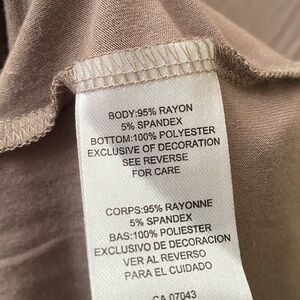 BODY:95% RAYON
5% SPANDEX
BOTTOM:100% POLYESTER
EXCLUSIVE OF DECORATION
SEE REVERSE
FOR CARE
CORPS:95% RAYONNE
5% SPANDEX
BAS:100% POLYESTER
EXCLUSIVO DE DECORACION
VER AL REVERSO
PARA EL CUIDADO
CA 07043